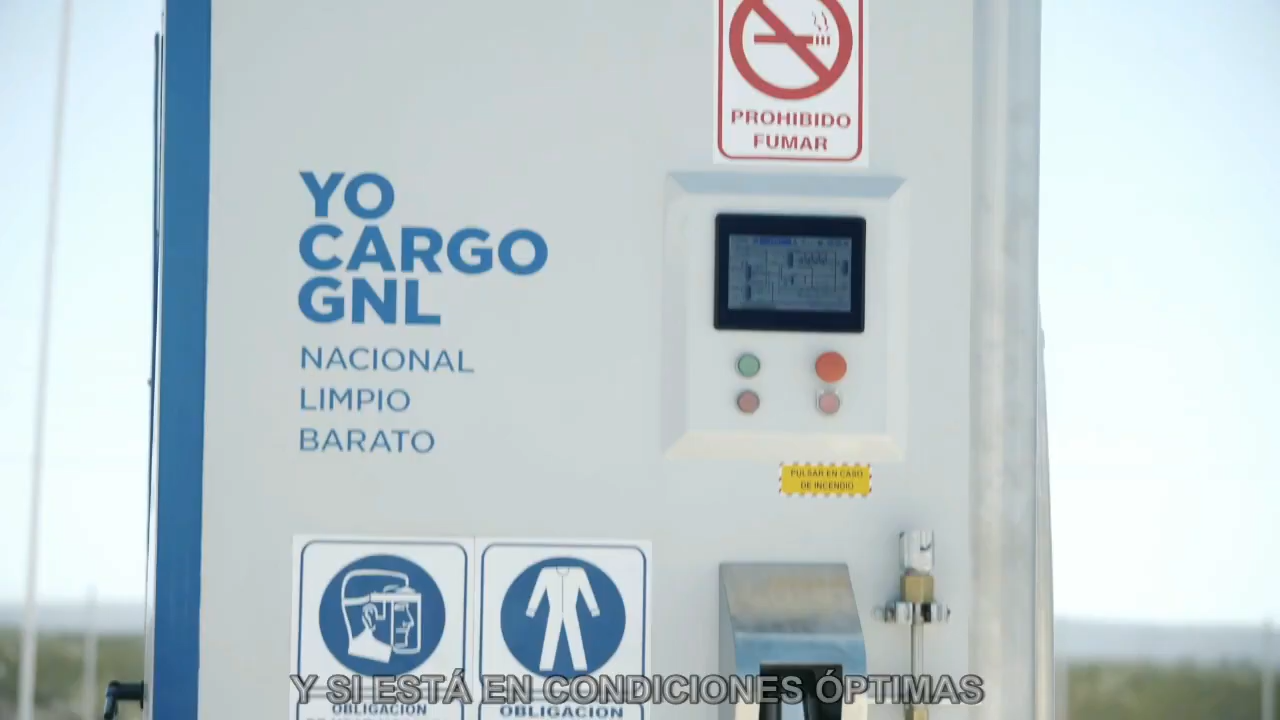 PROHIBIDO
FUMAR
YO
CARGO
GNL
NACIONAL
LIMPIO
BARATO
PULSAR EN CASO
DE INCENDIO
Y SI ESTÁ EN CONDICIONES ÓPTIMAS
OBLIGACION
OBLIGACION